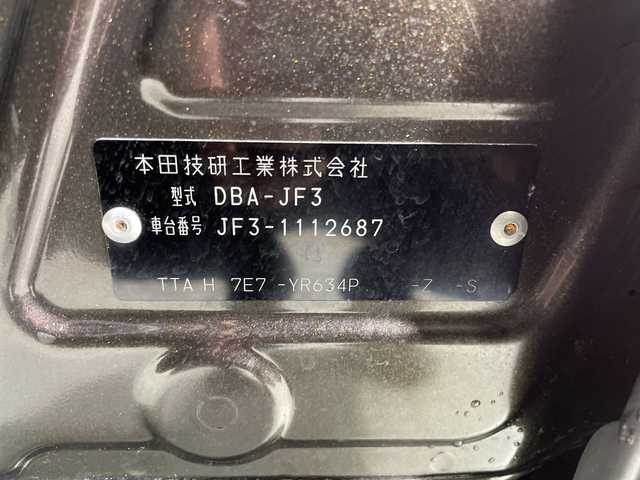 本田技研工業株式会社
型式 DBA-JF3
車台番号 JF3-1112687
TTA H 7E7 -YR634P -Z -S